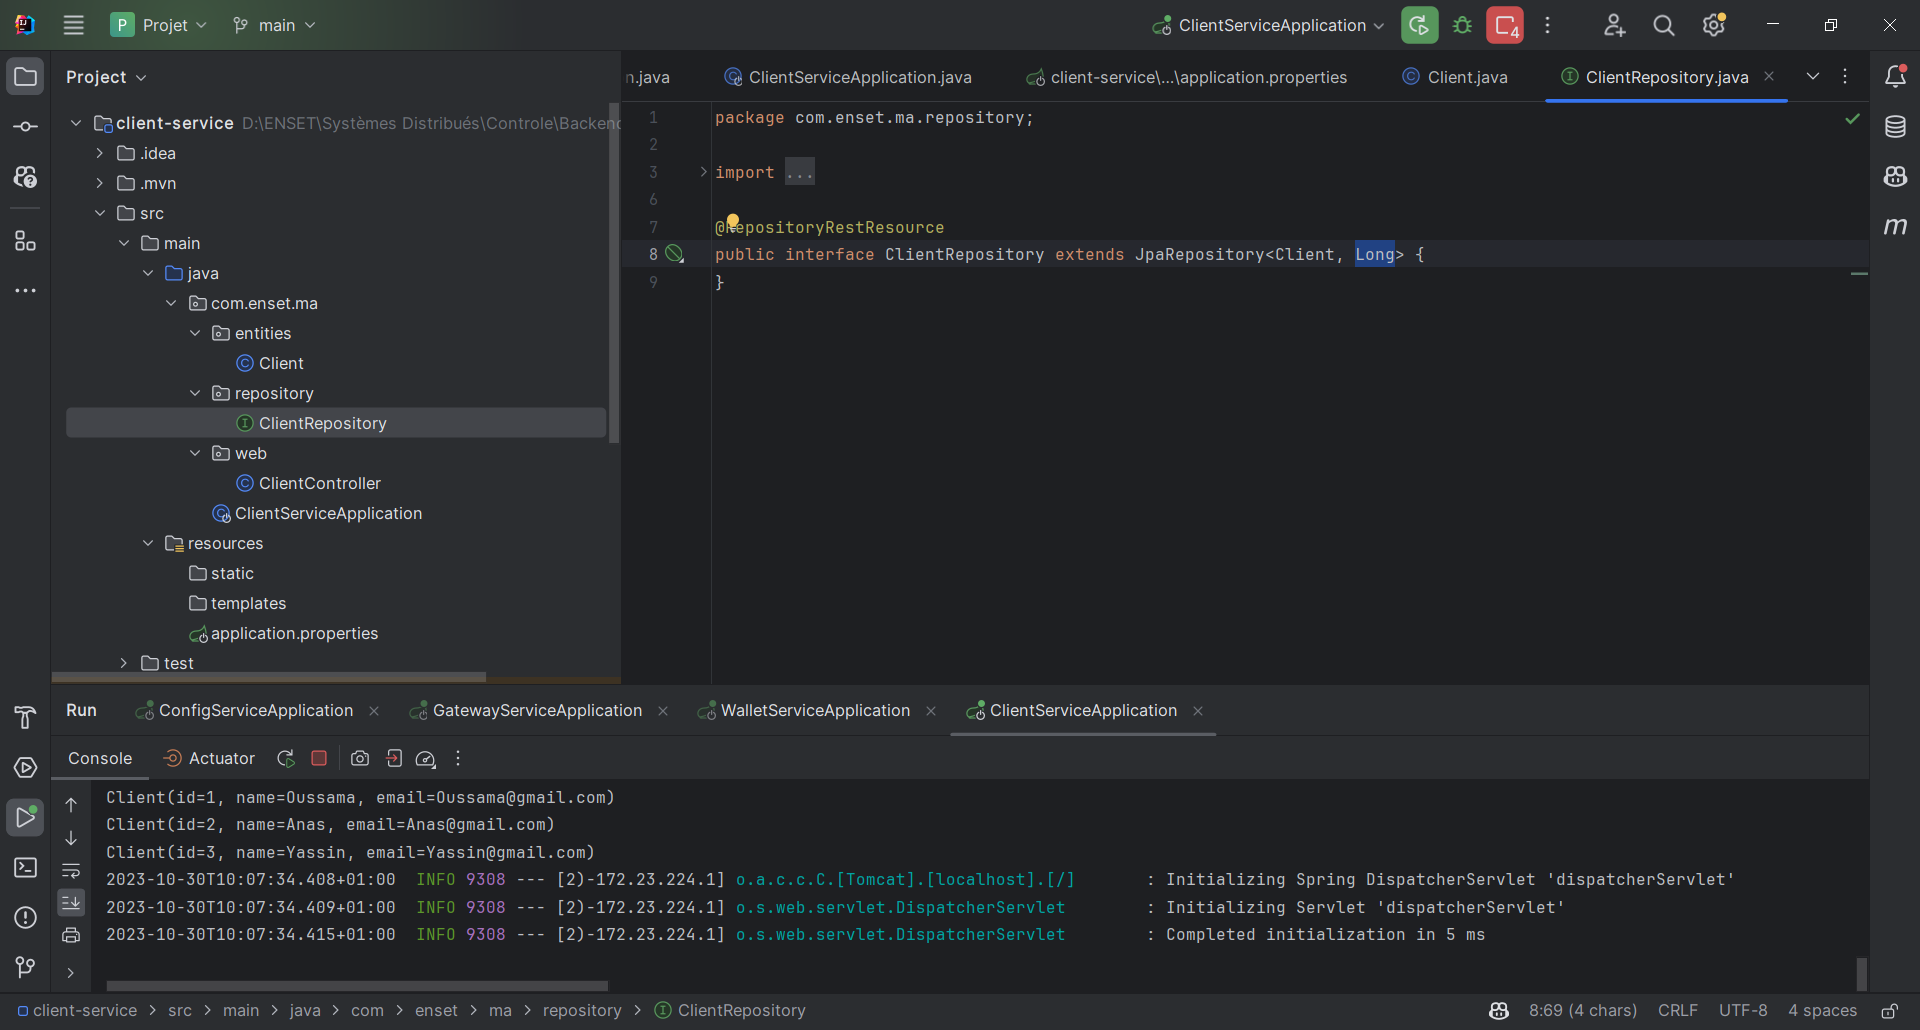 P Projet main ClientServiceApplication 4
Project
client-service D:\ENSET\Systèmes Distribués\Controle\Backend
.idea
.mvn
src
main
java
com.enset.ma
entities
Client
repository
ClientRepository
web
ClientController
ClientServiceApplication
resources
static
templates
application.properties
test
n.java ClientServiceApplication.java client-service\...\application.properties Client.java ClientRepository.java
1 package com.enset.ma.repository;
2
3 import ...
6
7 @RepositoryRestResource
8 public interface ClientRepository extends JpaRepository<Client, Long> {
9 }
Run ConfigServiceApplication GatewayServiceApplication WalletServiceApplication ClientServiceApplication
Console Actuator
Client(id=1, name=Oussama, email=Oussama@gmail.com)
Client(id=2, name=Anas, email=Anas@gmail.com)
Client(id=3, name=Yassin, email=Yassin@gmail.com)
2023-10-30T10:07:34.408+01:00 INFO 9308 --- [2)-172.23.224.1] o.a.c.c.C.[Tomcat].[localhost].[/] : Initializing Spring DispatcherServlet 'dispatcherServlet'
2023-10-30T10:07:34.409+01:00 INFO 9308 --- [2)-172.23.224.1] o.s.web.servlet.DispatcherServlet : Initializing Servlet 'dispatcherServlet'
2023-10-30T10:07:34.415+01:00 INFO 9308 --- [2)-172.23.224.1] o.s.web.servlet.DispatcherServlet : Completed initialization in 5 ms
client-service > src > main > java > com > enset > ma > repository > ClientRepository 8:69 (4 chars) CRLF UTF-8 4 spaces